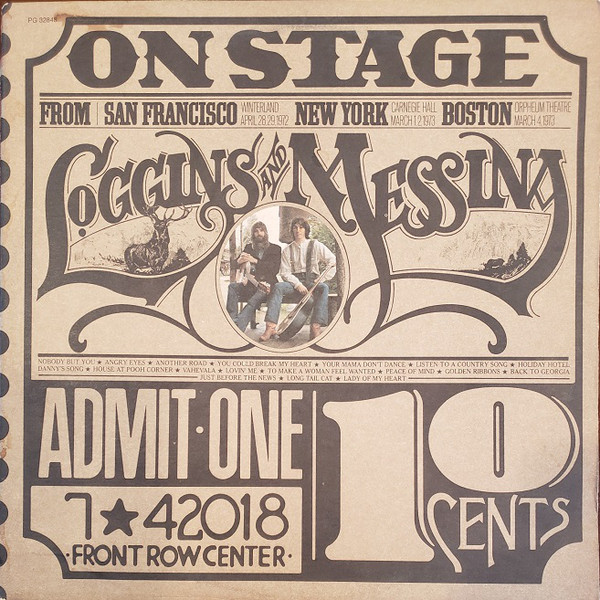 PG 32848
ON STAGE
FROM SAN FRANCISCO WINTERLAND APRIL 28.29.1972 NEW YORK CARNEGIE HALL MARCH 1.2.1973 BOSTON ORPHEUM THEATRE MARCH 4.1973
LOGGINS AND MESSINA
NOBODY BUT YOU ★ ANGRY EYES ★ ANOTHER ROAD ★ YOU COULD BREAK MY HEART ★ YOUR MAMA DON'T DANCE ★ LISTEN TO A COUNTRY SONG ★ HOLIDAY HOTEL
DANNY'S SONG ★ HOUSE AT POOH CORNER ★ VAHEVALA ★ LOVIN' ME ★ TO MAKE A WOMAN FEEL WANTED ★ PEACE OF MIND ★ GOLDEN RIBBONS ★ BACK TO GEORGIA
JUST BEFORE THE NEWS ★ LONG TAIL CAT ★ LADY OF MY HEART
ADMIT·ONE
10 CENTS
7★42018
·FRONT ROW CENTER·